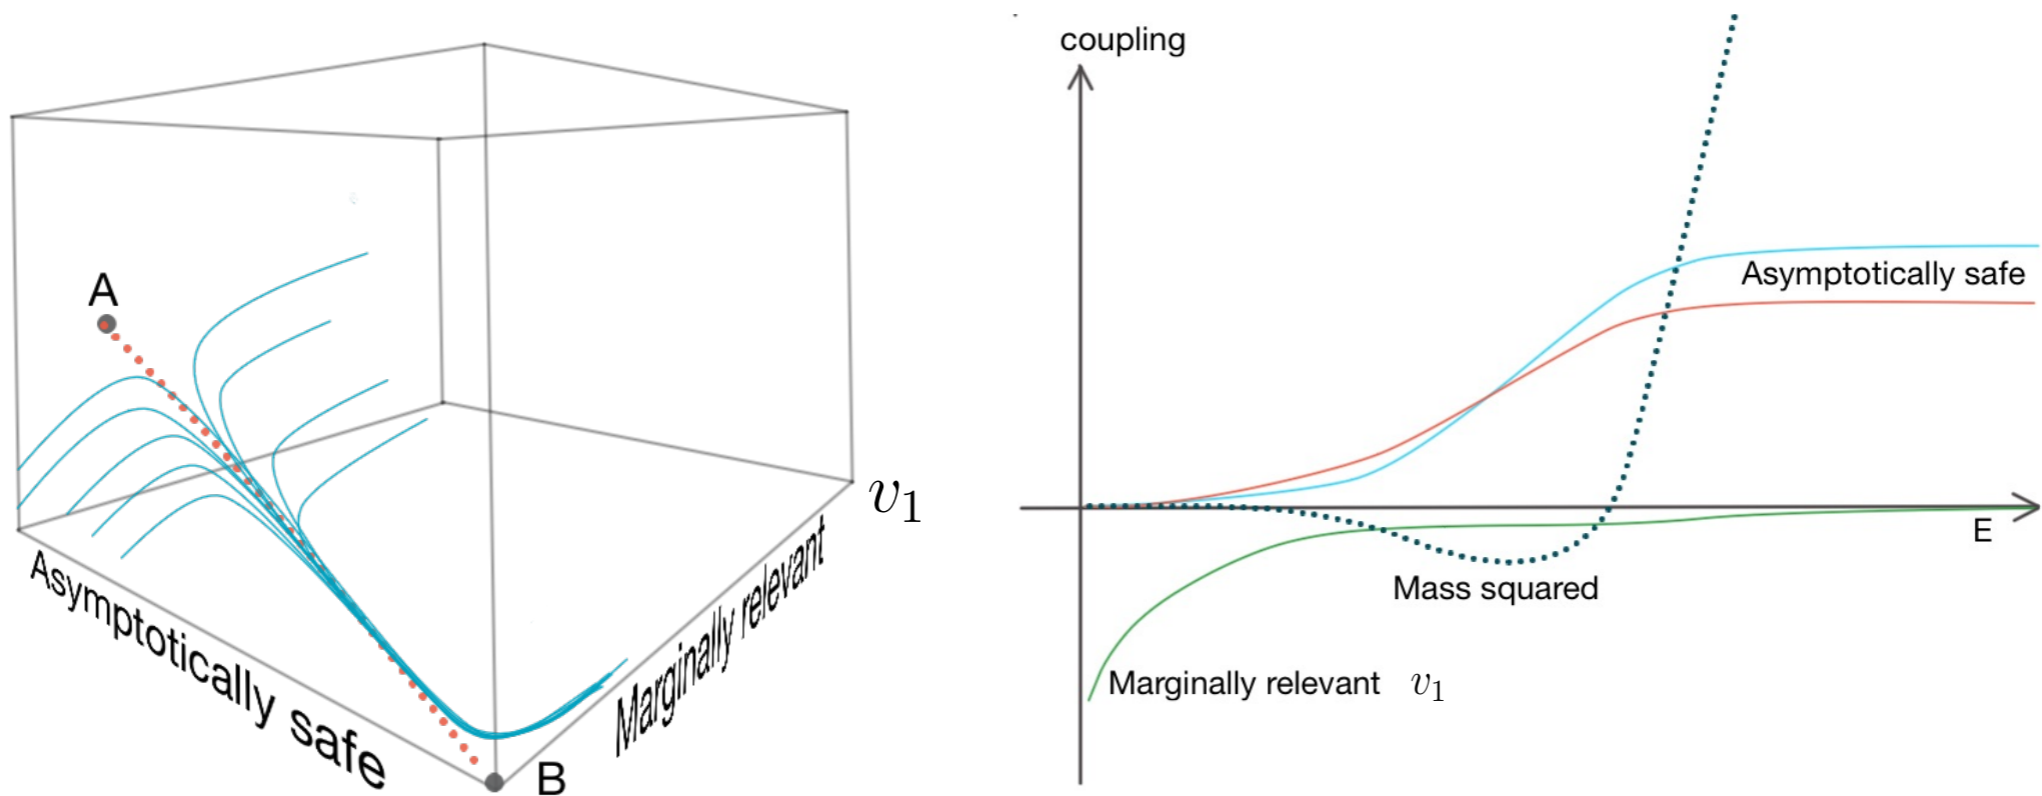 A
v₁
Asymptotically safe
Marginally relevant
B
coupling
Asymptotically safe
E
Mass squared
Marginally relevant v₁